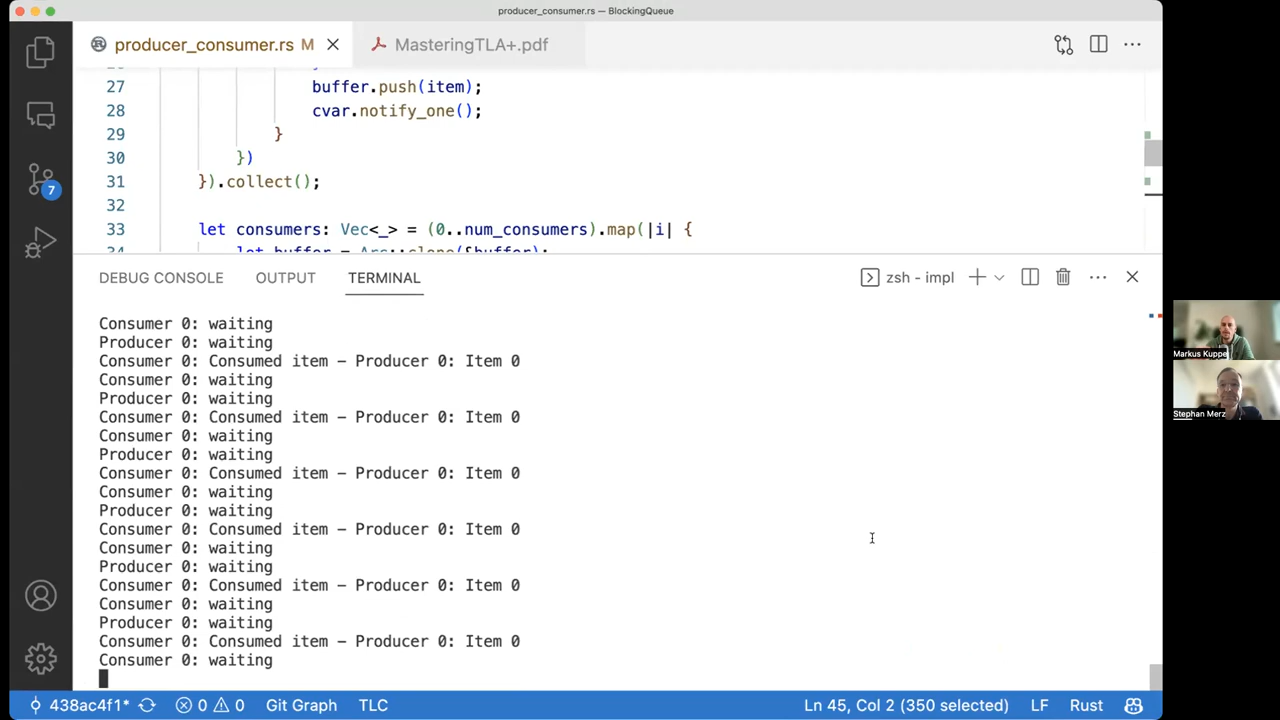 producer_consumer.rs — BlockingQueue
producer_consumer.rs M
MasteringTLA+.pdf
27 buffer.push(item);
28 cvar.notify_one();
29 }
30 })
31 }).collect();
32
33 let consumers: Vec<_> = (0..num_consumers).map(|i| {
34 let buffer = Arc::clone(&buffer);
7
DEBUG CONSOLE OUTPUT TERMINAL
zsh - impl
Consumer 0: waiting
Producer 0: waiting
Consumer 0: Consumed item – Producer 0: Item 0
Consumer 0: waiting
Producer 0: waiting
Consumer 0: Consumed item – Producer 0: Item 0
Consumer 0: waiting
Producer 0: waiting
Consumer 0: Consumed item – Producer 0: Item 0
Consumer 0: waiting
Producer 0: waiting
Consumer 0: Consumed item – Producer 0: Item 0
Consumer 0: waiting
Producer 0: waiting
Consumer 0: Consumed item – Producer 0: Item 0
Consumer 0: waiting
Producer 0: waiting
Consumer 0: Consumed item – Producer 0: Item 0
Consumer 0: waiting
Markus Kuppe
Stephan Merz
438ac4f1* 0 0 Git Graph TLC
Ln 45, Col 2 (350 selected) LF Rust